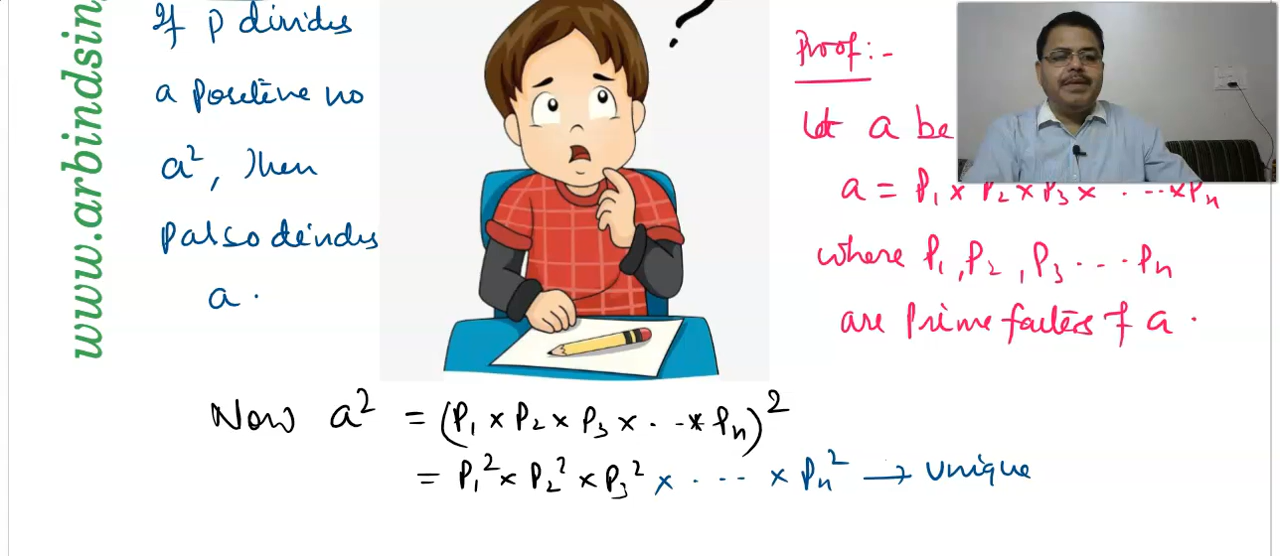 www.arbindsin
If p divides
a positive no
a², then
p also divides
a.
?
Proof:-
Let a be
a = P₁ × P₂ × P₃ × ..... × Pₙ
where P₁, P₂, P₃ ... Pₙ
are Prime factors of a.
Now a² = (P₁ × P₂ × P₃ × .... × Pₙ)²
= P₁² × P₂² × P₃² × ..... × Pₙ² → unique